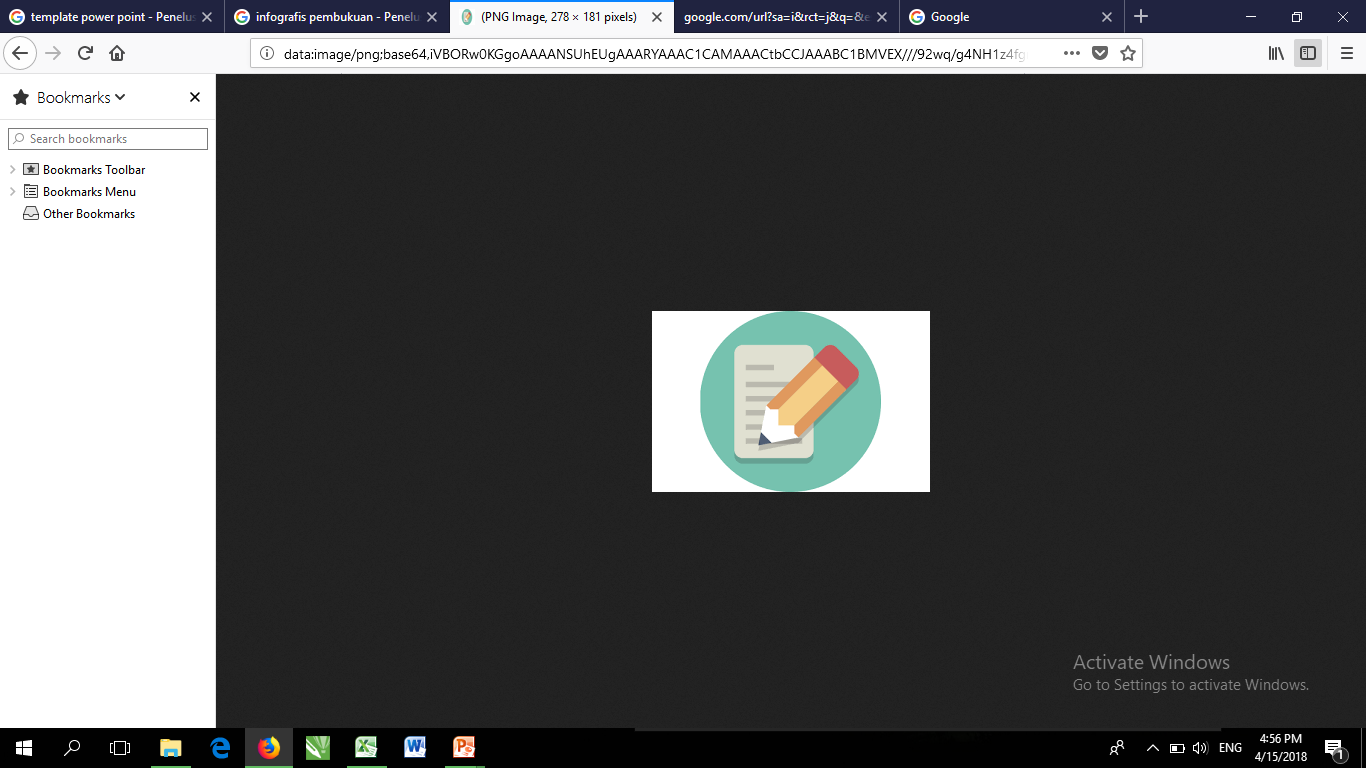 template power point - Penelus
infografis pembukuan - Penelu
(PNG Image, 278 × 181 pixels)
google.com/url?sa=i&rct=j&q=&e
Google
data:image/png;base64,iVBORw0KGgoAAAANSUhEUgAAARYAAAC1CAMAAACtbCCJAAABC1BMVEX///92wq/g4NH1z4fg
Bookmarks
Search bookmarks
Bookmarks Toolbar
Bookmarks Menu
Other Bookmarks
Activate Windows
Go to Settings to activate Windows.
ENG
4:56 PM
4/15/2018
1